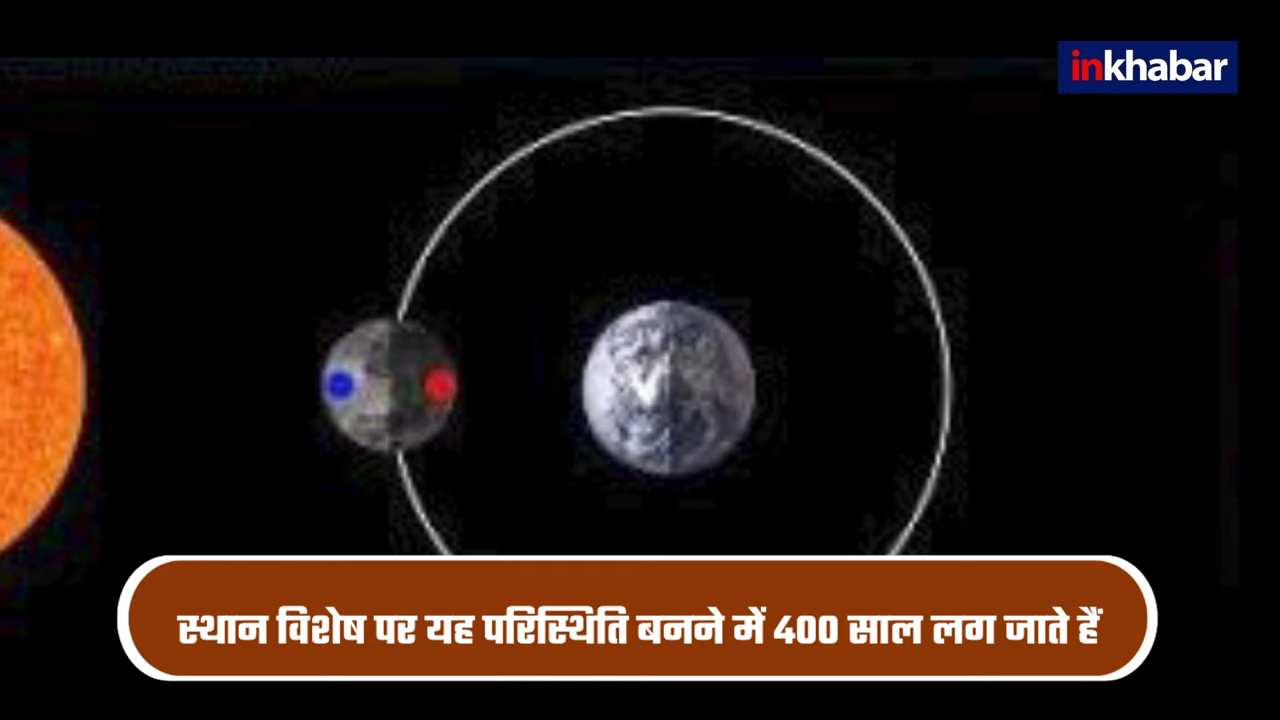 inkhabar
स्थान विशेष पर यह परिस्थिति बनने में 400 साल लग जाते हैं